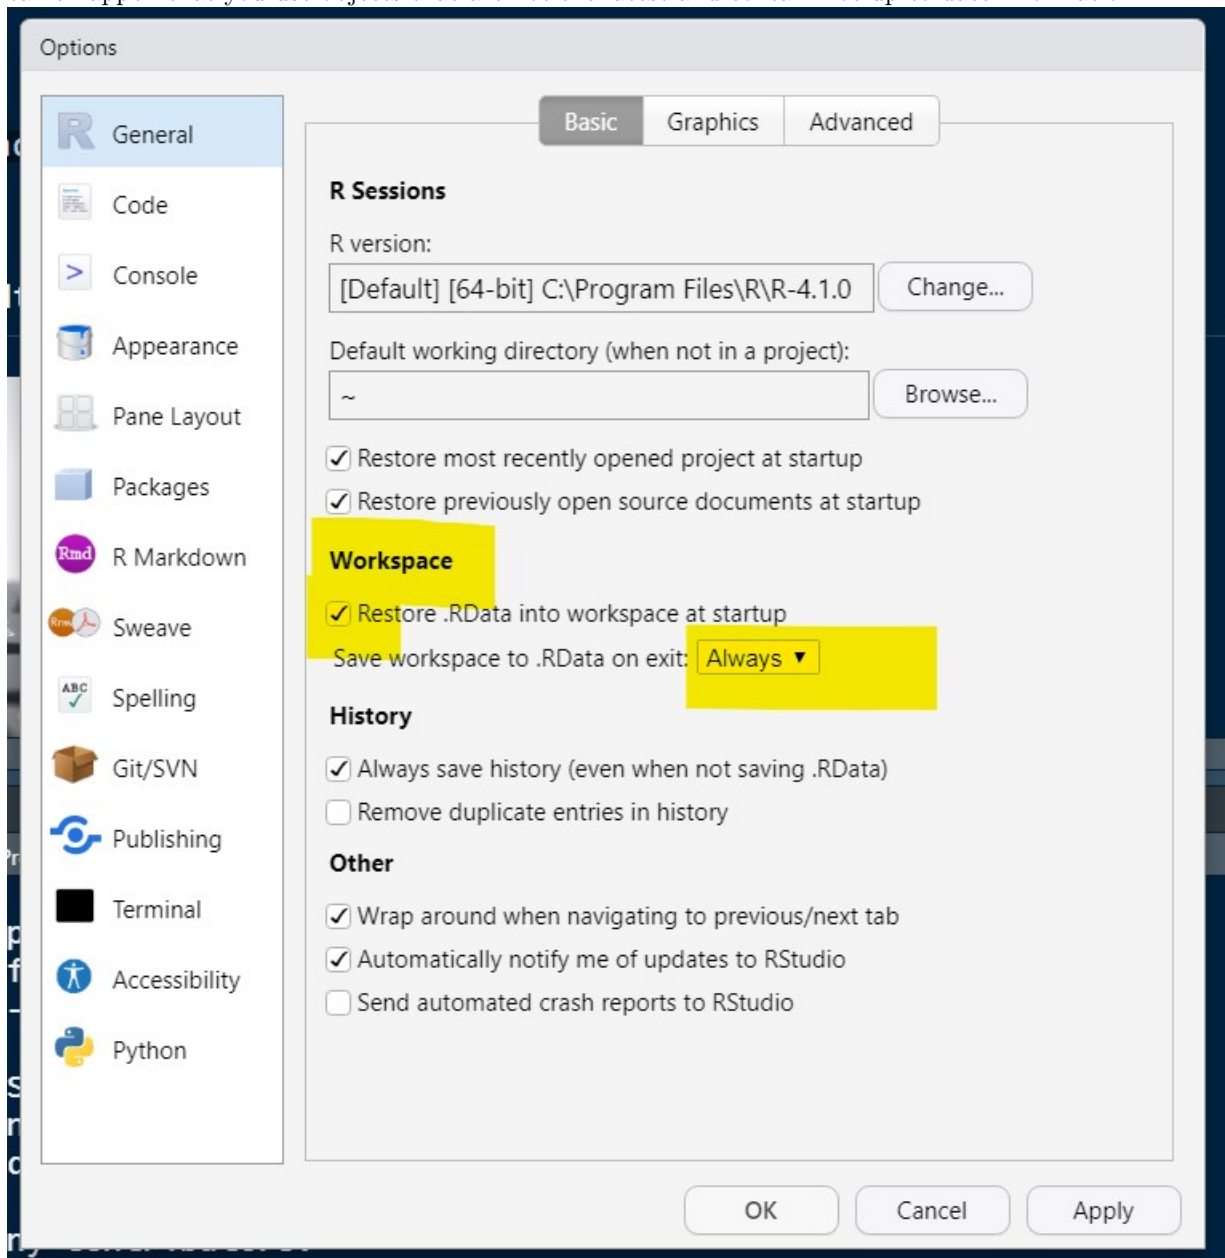 Options
General
Code
Console
Appearance
Pane Layout
Packages
Rmd R Markdown
Rnw Sweave
ABC Spelling
Git/SVN
Publishing
Terminal
Accessibility
Python
Basic Graphics Advanced
R Sessions
R version:
[Default] [64-bit] C:\Program Files\R\R-4.1.0 Change...
Default working directory (when not in a project):
~ Browse...
Restore most recently opened project at startup
Restore previously open source documents at startup
Workspace
Restore .RData into workspace at startup
Save workspace to .RData on exit: Always
History
Always save history (even when not saving .RData)
Remove duplicate entries in history
Other
Wrap around when navigating to previous/next tab
Automatically notify me of updates to RStudio
Send automated crash reports to RStudio
OK Cancel Apply